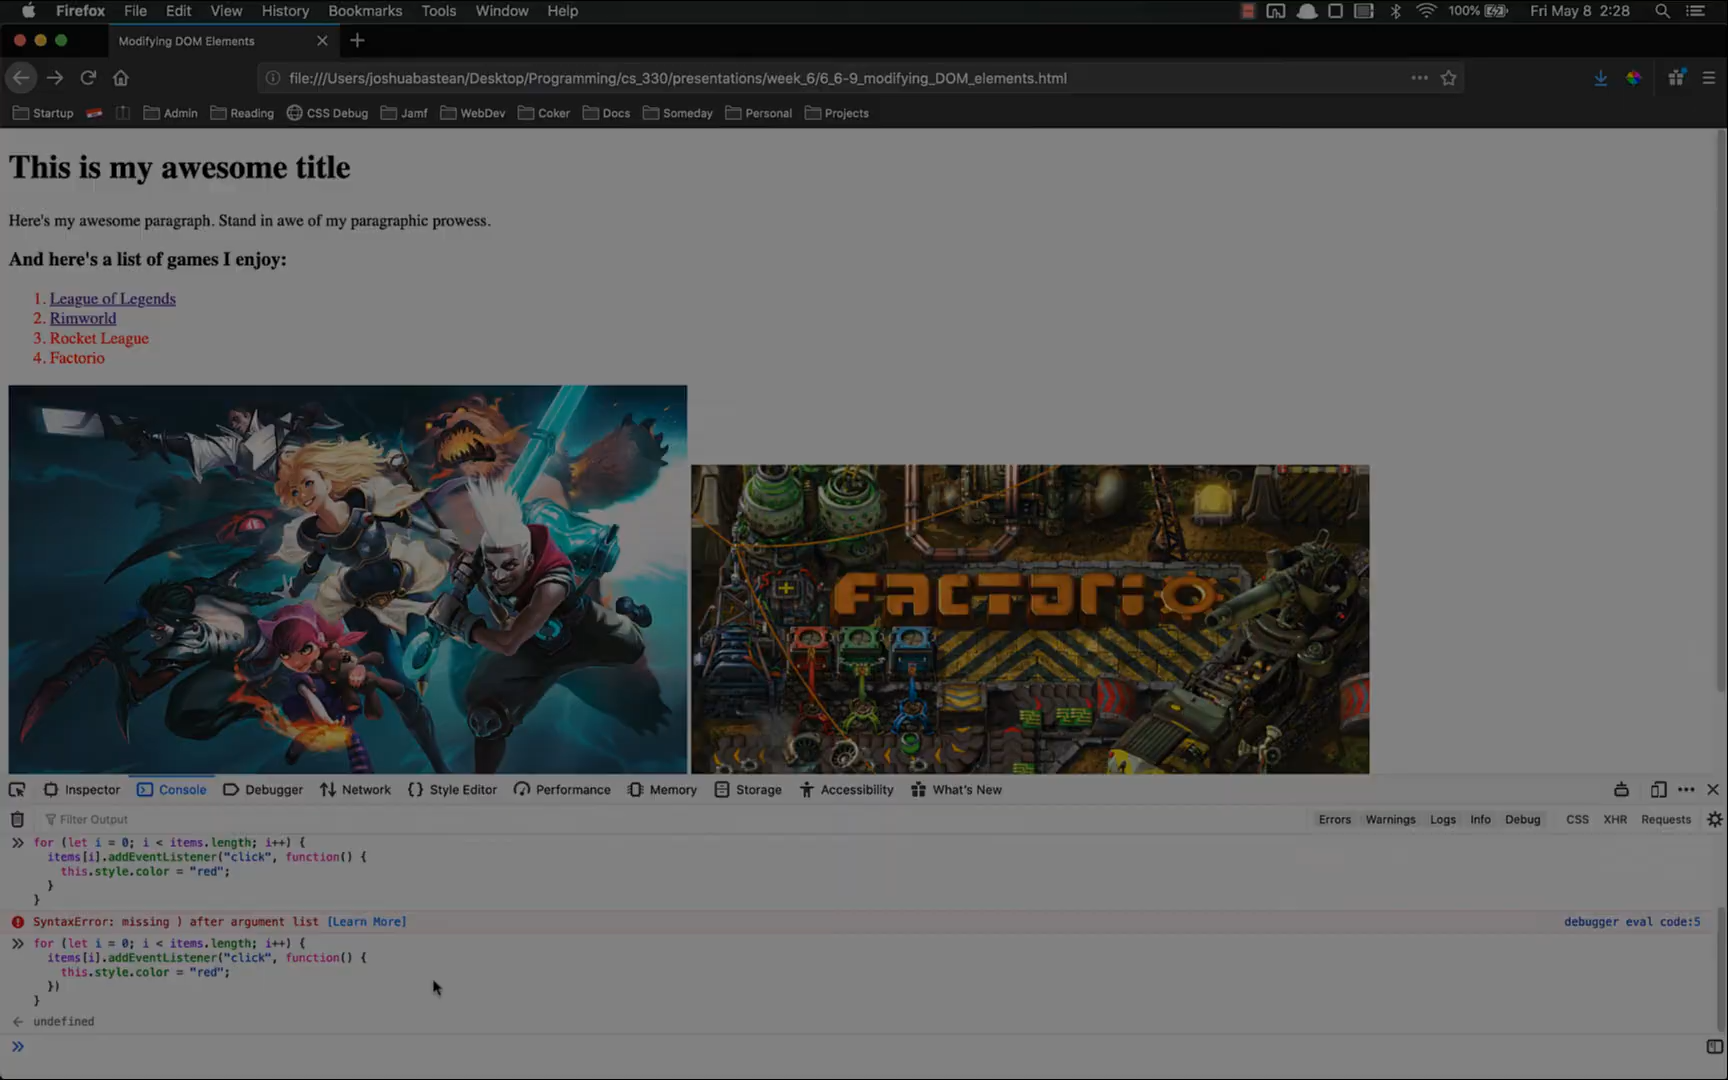 Firefox File Edit View History Bookmarks Tools Window Help 100% Fri May 8 2:28
Modifying DOM Elements
file:///Users/joshuabastean/Desktop/Programming/cs_330/presentations/week_6/6_6-9_modifying_DOM_elements.html
Startup Admin Reading CSS Debug Jamf WebDev Coker Docs Someday Personal Projects
This is my awesome title
Here's my awesome paragraph. Stand in awe of my paragraphic prowess.
And here's a list of games I enjoy:
1. League of Legends
2. Rimworld
3. Rocket League
4. Factorio
FACTORIO
Inspector Console Debugger Network {} Style Editor Performance Memory Storage Accessibility What's New
Filter Output Errors Warnings Logs Info Debug CSS XHR Requests
for (let i = 0; i < items.length; i++) {
items[i].addEventListener("click", function() {
this.style.color = "red";
}
}
SyntaxError: missing ) after argument list [Learn More] debugger eval code:5
for (let i = 0; i < items.length; i++) {
items[i].addEventListener("click", function() {
this.style.color = "red";
})
}
undefined